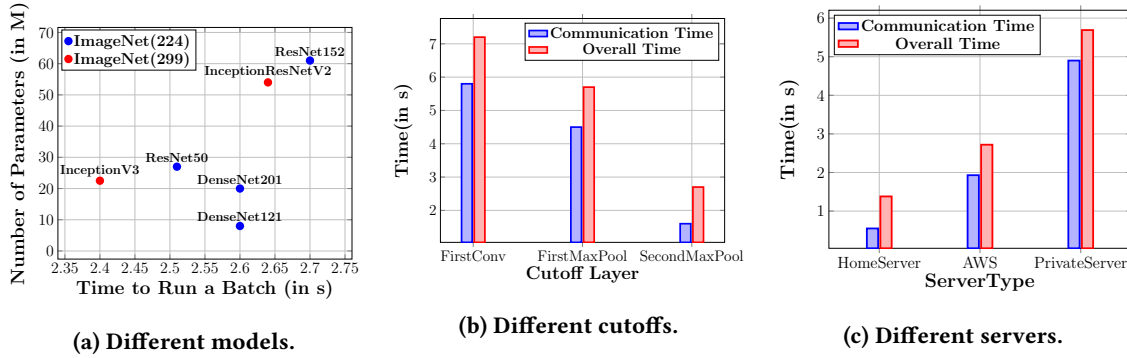 Number of Parameters (in M)
70
60
50
40
30
20
10
0
ImageNet(224)
ImageNet(299)
ResNet152
InceptionResNetV2
ResNet50
InceptionV3
DenseNet201
DenseNet121
2.35 2.4 2.45 2.5 2.55 2.6 2.65 2.7 2.75
Time to Run a Batch (in s)
(a) Different models.
Time(in s)
7
6
5
4
3
2
Communication Time
Overall Time
FirstConv FirstMaxPool SecondMaxPool
Cutoff Layer
(b) Different cutoffs.
Time(in s)
6
5
4
3
2
1
Communication Time
Overall Time
HomeServer AWS PrivateServer
ServerType
(c) Different servers.